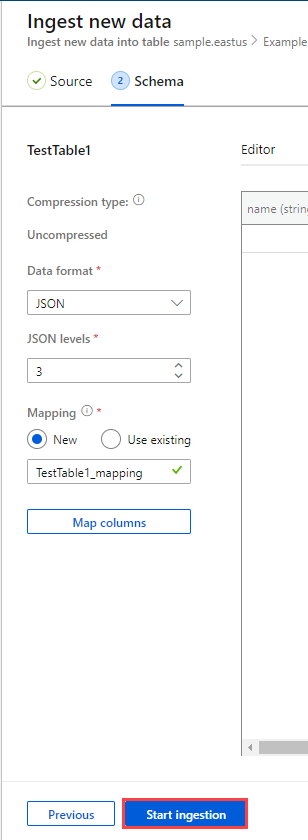 Ingest new data
Ingest new data into table sample.eastus > Example
Source
2 Schema
TestTable1
Editor
Compression type:
name (string
Uncompressed
Data format *
JSON
JSON levels *
3
Mapping *
New Use existing
TestTable1_mapping
Map columns
Previous Start ingestion